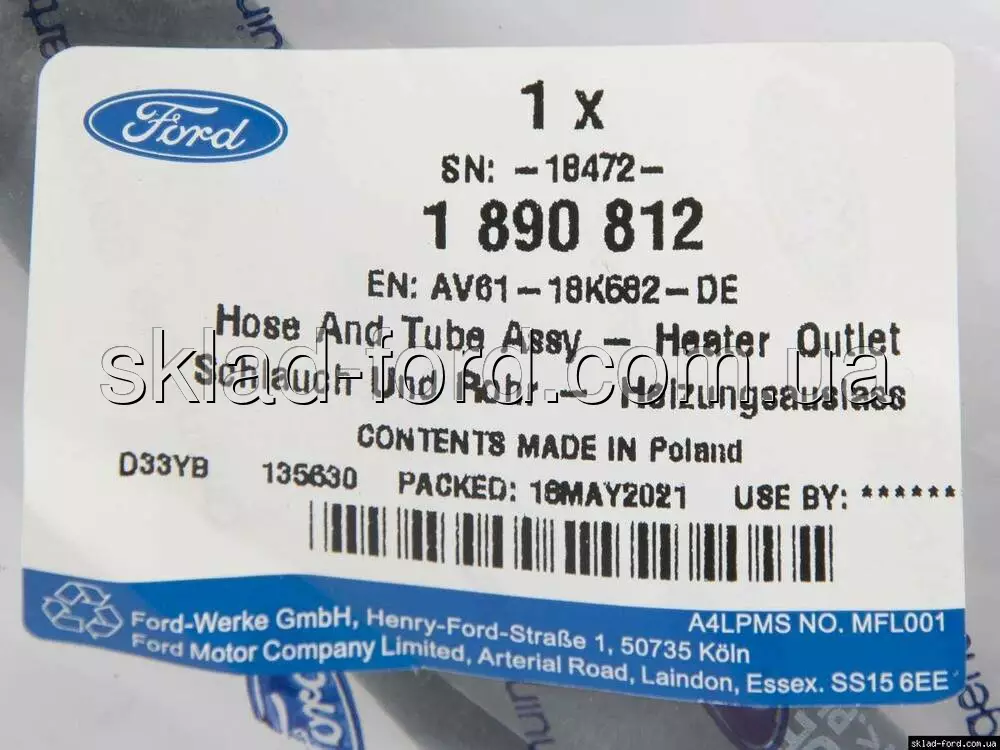 Ford
1 x
SN: -18472-
1 890 812
EN: AV61-18K682-DE
Hose And Tube Assy - Heater Outlet
sklad-ford.com.ua
Schlauch Und Rohr - Heizungsauslass
CONTENTS MADE IN Poland
D33YB 135630 PACKED: 18MAY2021 USE BY: ******
A4LPMS NO. MFL001
Ford-Werke GmbH, Henry-Ford-Straße 1, 50735 Köln
Ford Motor Company Limited, Arterial Road, Laindon, Essex. SS15 6EE
Ford
sklad-ford.com.ua